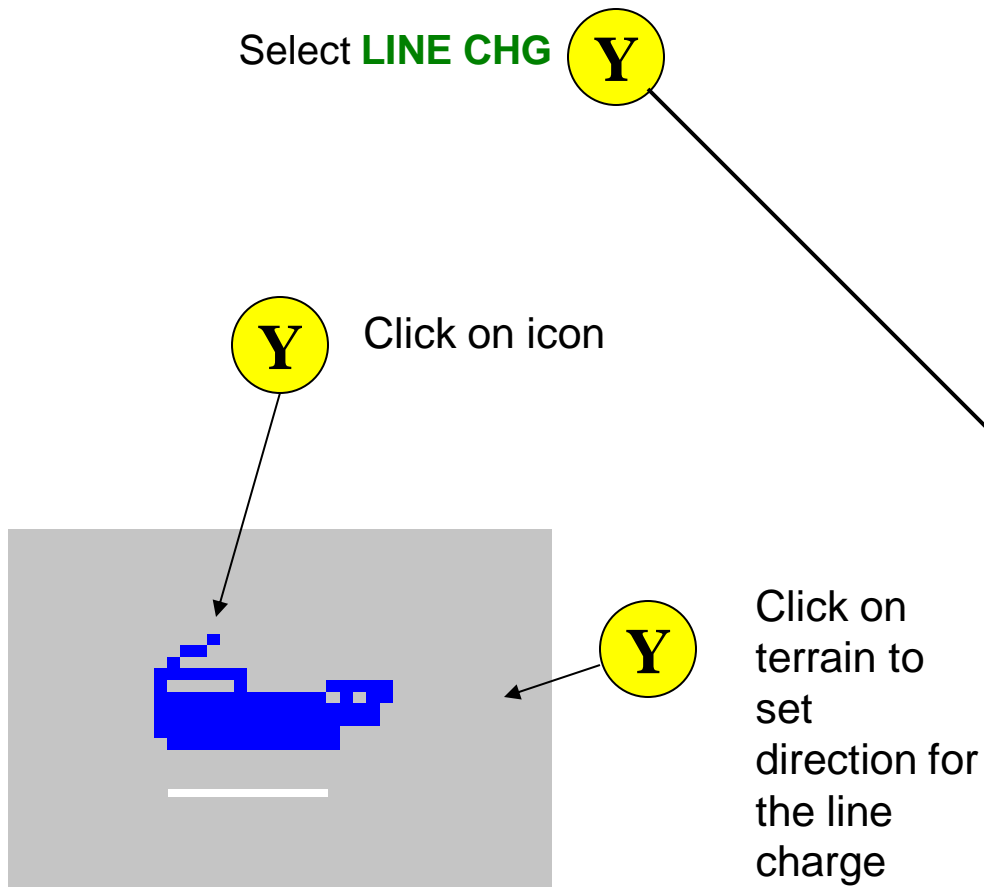 Select LINE CHG
Y
Y
Click on icon
Y
Click on
terrain to
set
direction for
the line
charge